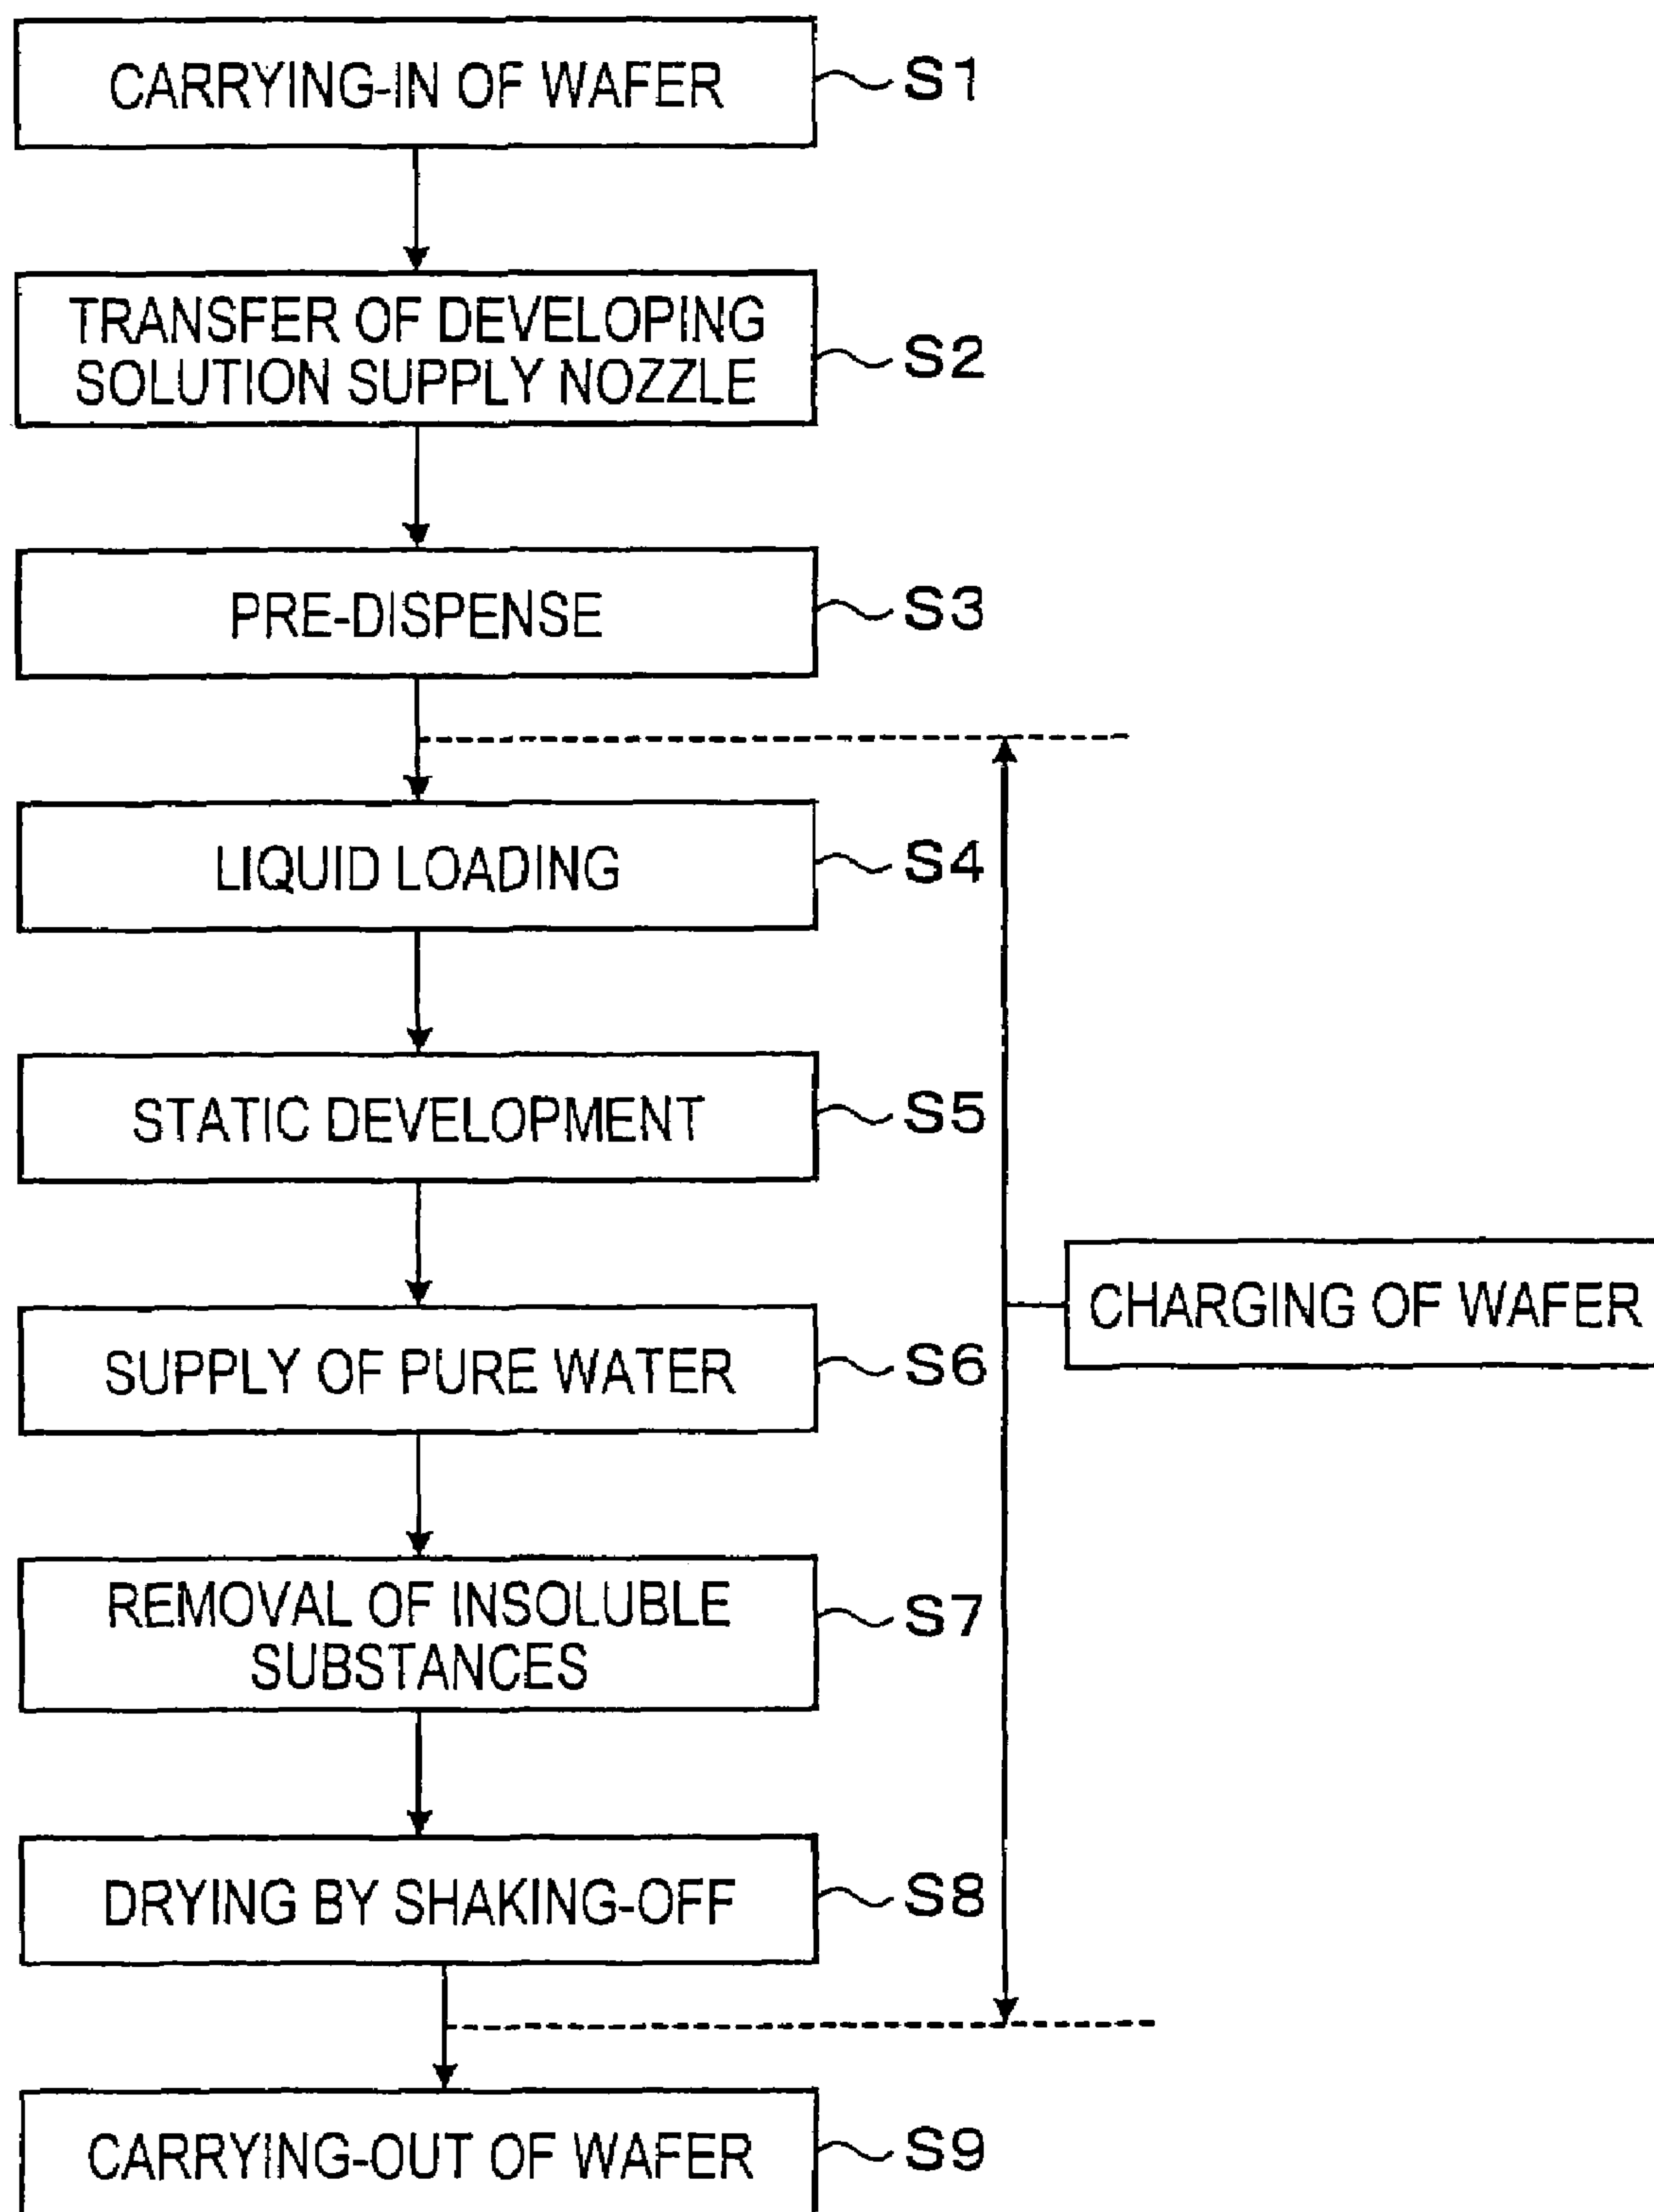 CARRYING-IN OF WAFER
S1
TRANSFER OF DEVELOPING
SOLUTION SUPPLY NOZZLE
S2
PRE-DISPENSE
S3
LIQUID LOADING
S4
STATIC DEVELOPMENT
S5
CHARGING OF WAFER
SUPPLY OF PURE WATER
S6
REMOVAL OF INSOLUBLE
SUBSTANCES
S7
DRYING BY SHAKING-OFF
S8
CARRYING-OUT OF WAFER
S9